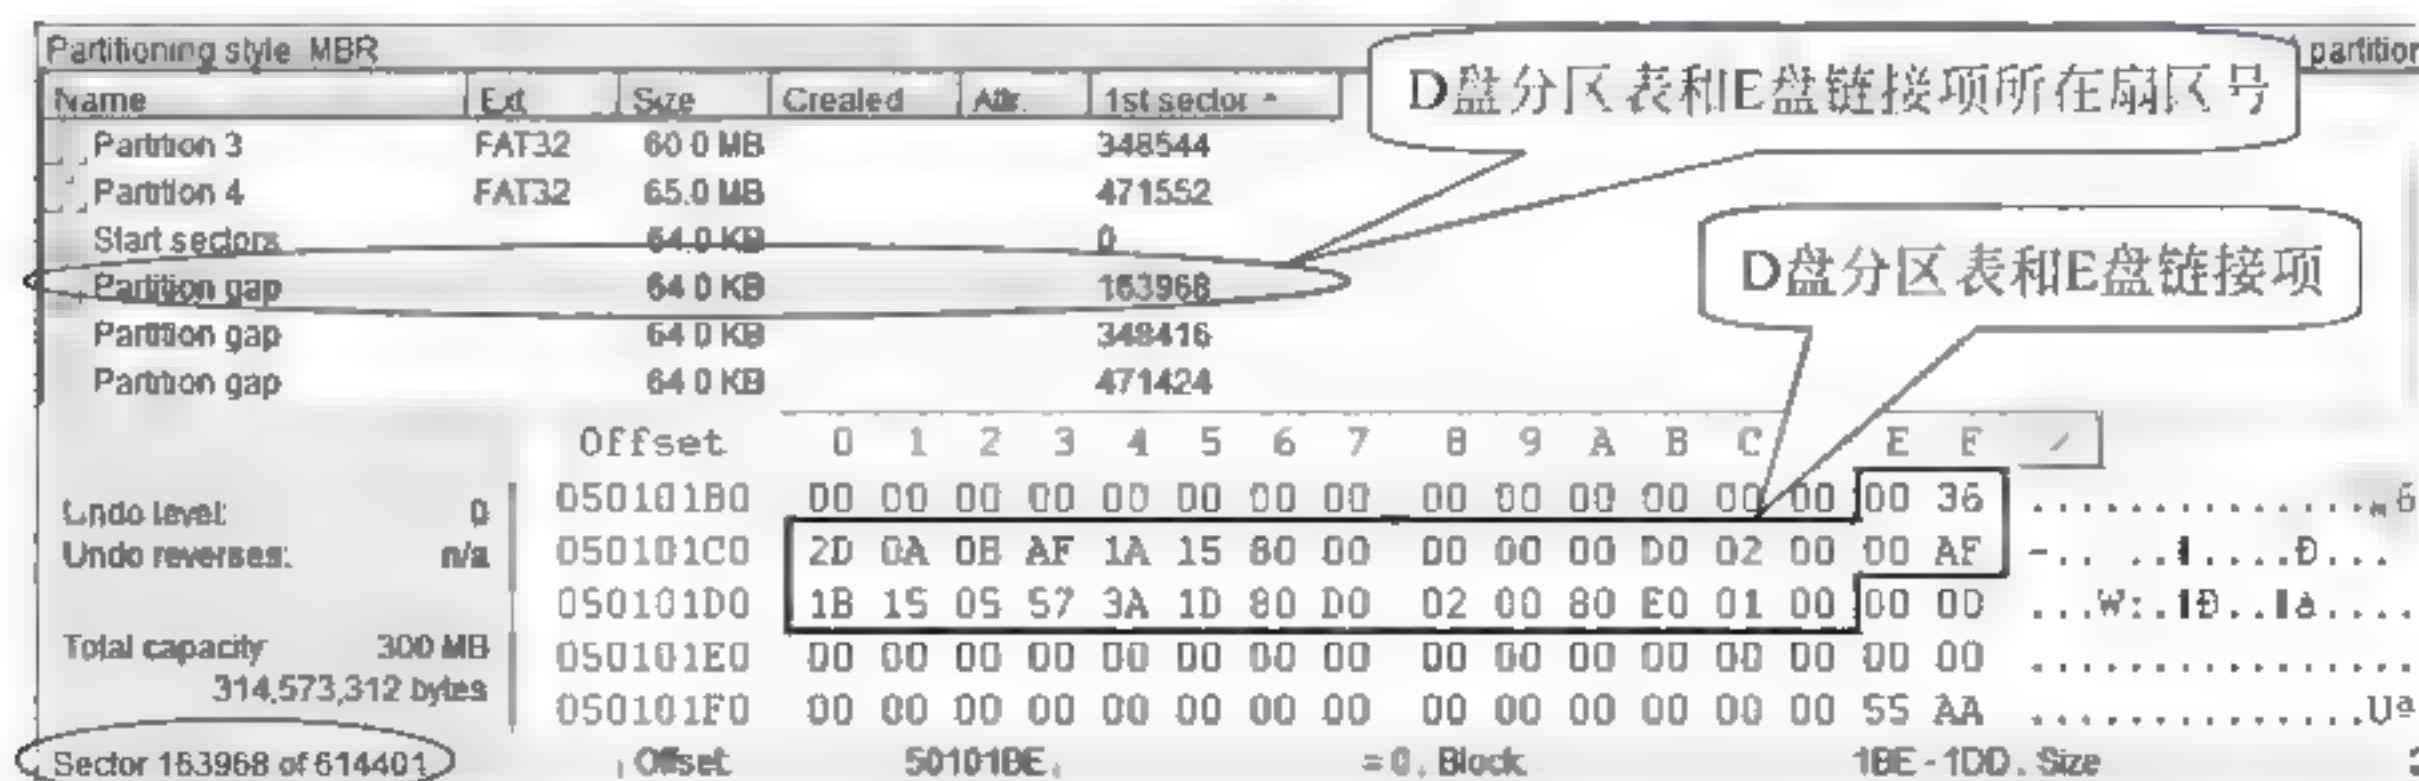 Partitioning style MBR
partition
D盘分区表和E盘链接项所在扇区号
Name Ext Size Created Attr. 1st sector
Partition 3 FAT32 60.0 MB 348544
Partition 4 FAT32 65.0 MB 471552
Start sectors 64.0 KB 0
Partition gap 64.0 KB 163968
D盘分区表和E盘链接项
Partition gap 64.0 KB 348416
Partition gap 64.0 KB 471424
Offset 0 1 2 3 4 5 6 7 8 9 A B C E F
Undo level: 0
050101B0 00 00 00 00 00 00 00 00 00 00 00 00 00 00 00 36
Undo reverses: n/a
050101C0 2D 0A 0B AF 1A 15 80 00 00 00 00 D0 02 00 00 AF
050101D0 1B 15 05 57 3A 1D 80 D0 02 00 80 E0 01 00 00 00
Total capacity 300 MB
050101E0 00 00 00 00 00 00 00 00 00 00 00 00 00 00 00 00
314,573,312 bytes
050101F0 00 00 00 00 00 00 00 00 00 00 00 00 00 00 55 AA ..............Uª
Sector 163968 of 614401 Offset 50101BE = 0, Block 1BE - 1DD, Size